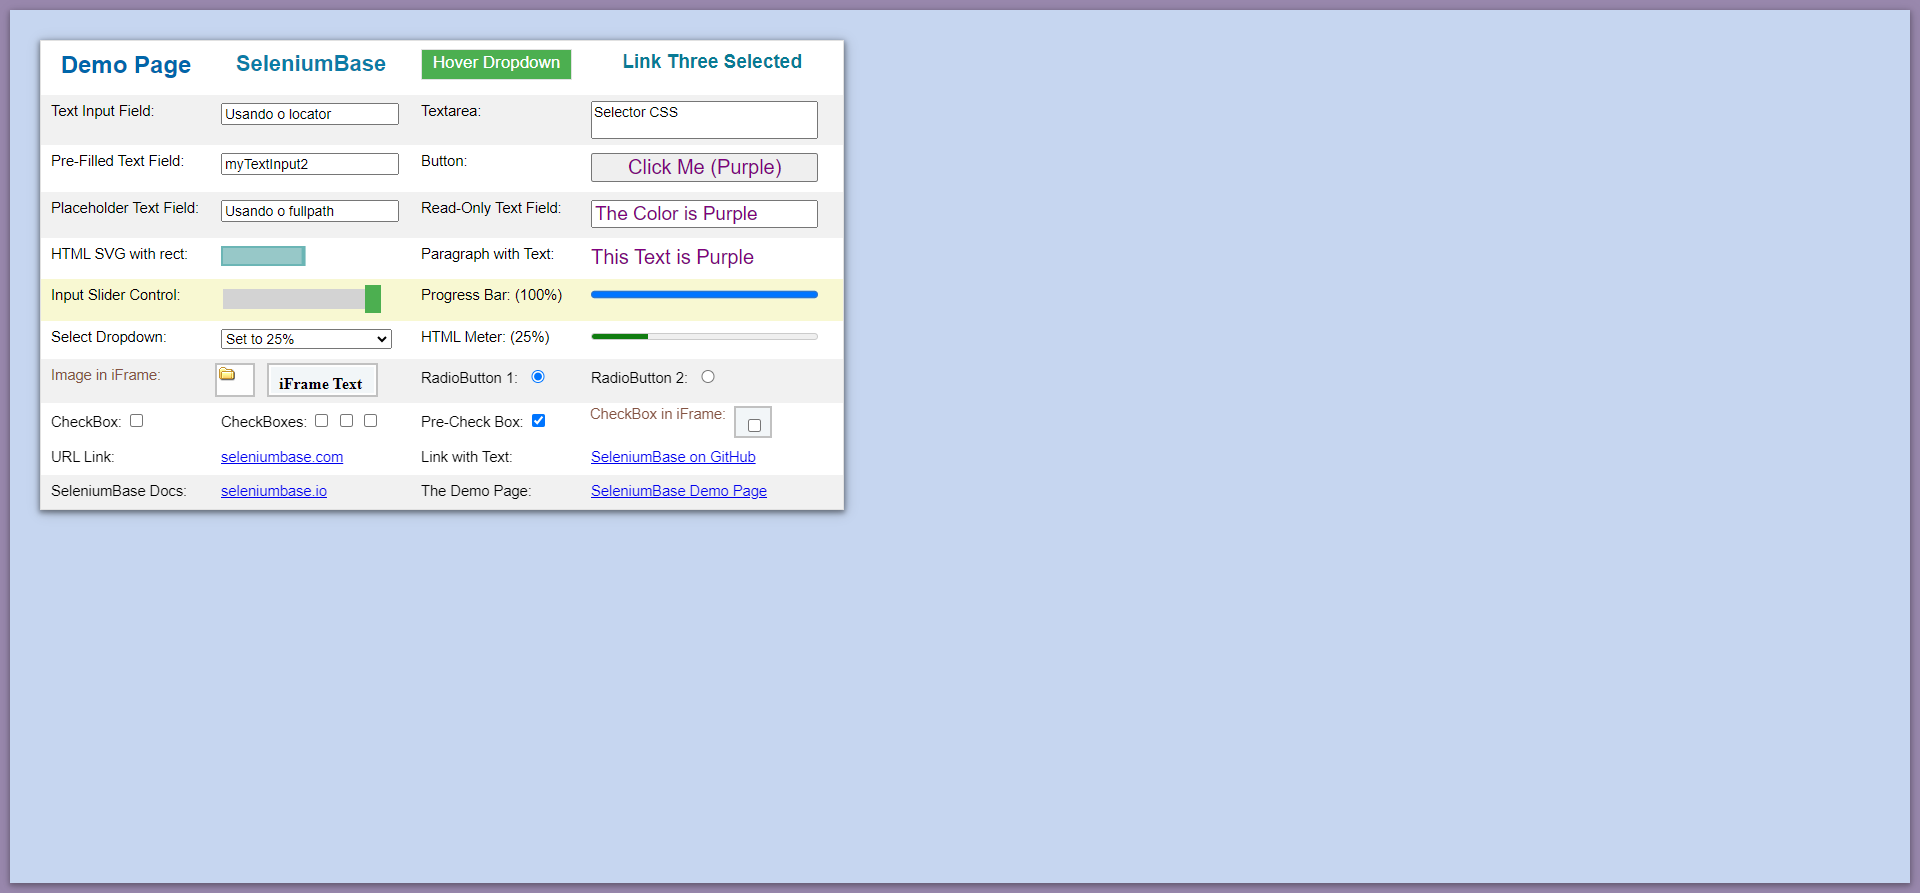 Demo Page SeleniumBase Hover Dropdown Link Three Selected
Text Input Field: Usando o locator Textarea: Selector CSS
Pre-Filled Text Field: myTextInput2 Button: Click Me (Purple)
Placeholder Text Field: Usando o fullpath Read-Only Text Field: The Color is Purple
HTML SVG with rect: Paragraph with Text: This Text is Purple
Input Slider Control: Progress Bar: (100%)
Select Dropdown: Set to 25% HTML Meter: (25%)
Image in iFrame: iFrame Text RadioButton 1: RadioButton 2:
CheckBox: CheckBoxes: Pre-Check Box: CheckBox in iFrame:
URL Link: seleniumbase.com Link with Text: SeleniumBase on GitHub
SeleniumBase Docs: seleniumbase.io The Demo Page: SeleniumBase Demo Page